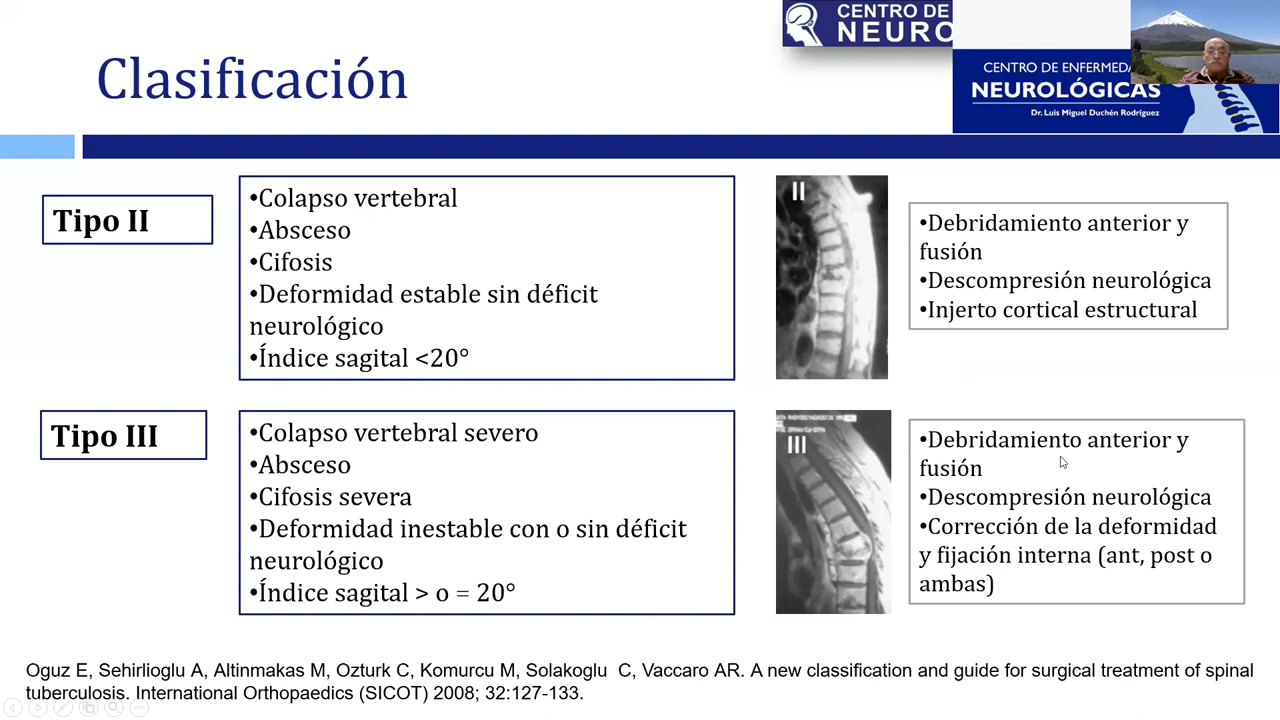 CENTRO DE
NEURO
CENTRO DE ENFERMEDA
NEUROLÓGICAS
Dr. Luis Miguel Duchén Rodríguez
Clasificación
Tipo II
•Colapso vertebral
•Absceso
•Cifosis
•Deformidad estable sin déficit
neurológico
•Índice sagital <20°
II
•Debridamiento anterior y
fusión
•Descompresión neurológica
•Injerto cortical estructural
Tipo III
•Colapso vertebral severo
•Absceso
•Cifosis severa
•Deformidad inestable con o sin déficit
neurológico
•Índice sagital > o = 20°
III
•Debridamiento anterior y
fusión
•Descompresión neurológica
•Corrección de la deformidad
y fijación interna (ant, post o
ambas)
Oguz E, Sehirlioglu A, Altinmakas M, Ozturk C, Komurcu M, Solakoglu C, Vaccaro AR. A new classification and guide for surgical treatment of spinal
tuberculosis. International Orthopaedics (SICOT) 2008; 32:127-133.